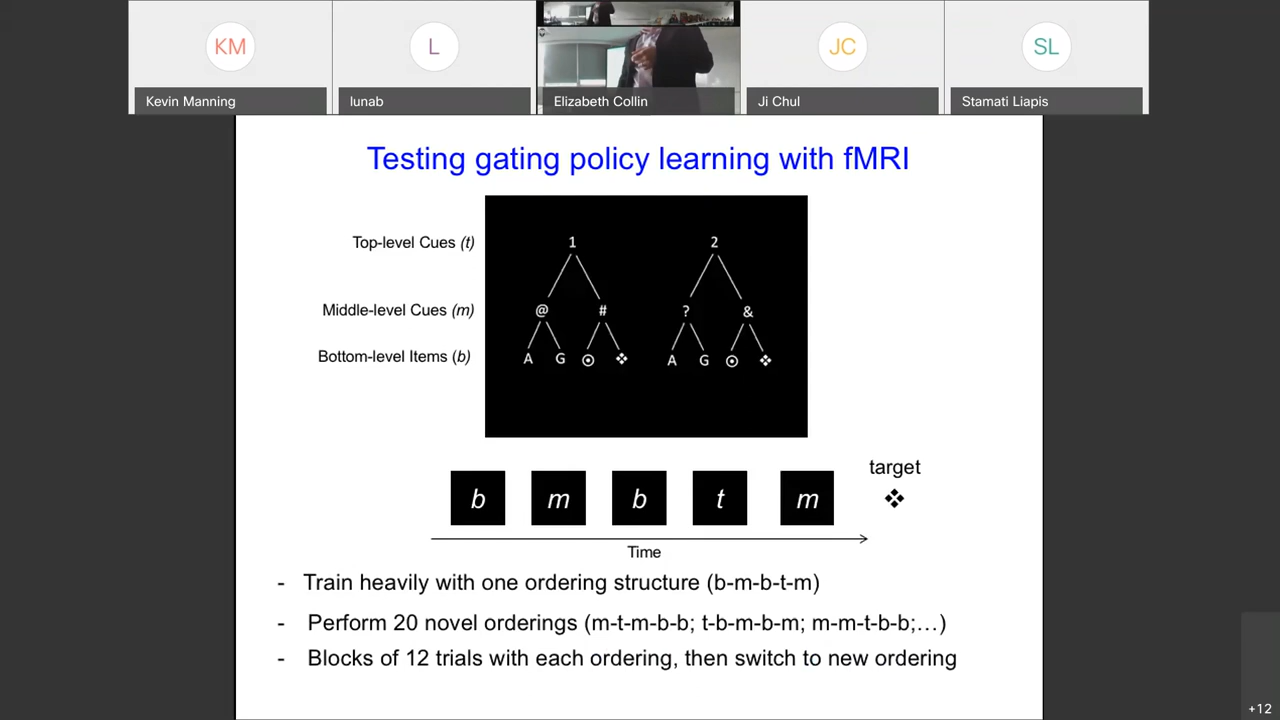 KM
L
JC
SL
Kevin Manning
lunab
Elizabeth Collin
Ji Chul
Stamati Liapis
Testing gating policy learning with fMRI
Top-level Cues (t)
1 2
Middle-level Cues (m)
@ # ? &
Bottom-level Items (b)
A G ⊙ ❖ A G ⊙ ❖
target
b m b t m ❖
Time
- Train heavily with one ordering structure (b-m-b-t-m)
- Perform 20 novel orderings (m-t-m-b-b; t-b-m-b-m; m-m-t-b-b;…)
- Blocks of 12 trials with each ordering, then switch to new ordering
+12